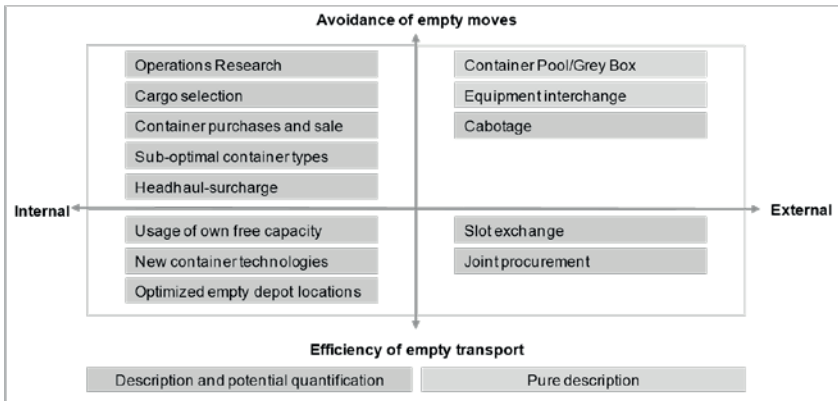 Avoidance of empty moves
Operations Research
Cargo selection
Container purchases and sale
Sub-optimal container types
Headhaul-surcharge
Container Pool/Grey Box
Equipment interchange
Cabotage
Internal
External
Usage of own free capacity
New container technologies
Optimized empty depot locations
Slot exchange
Joint procurement
Efficiency of empty transport
Description and potential quantification
Pure description